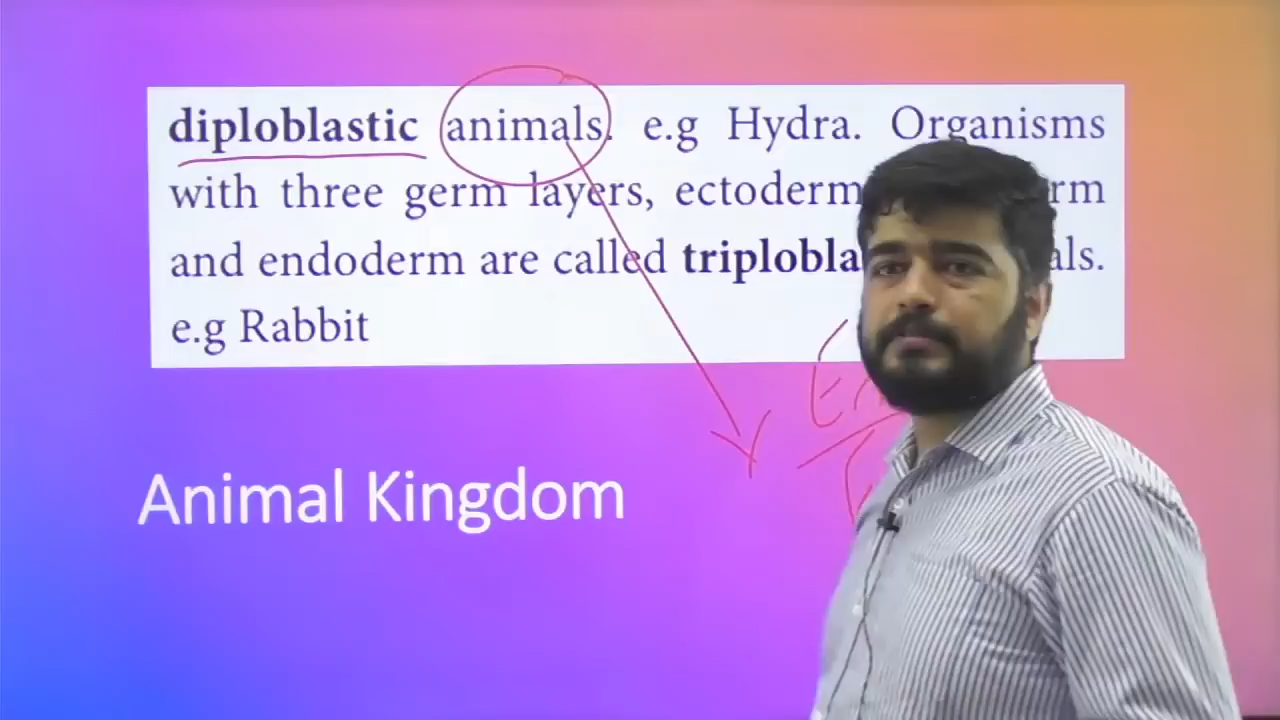 diploblastic animals. e.g Hydra. Organisms
with three germ layers, ectoderm
and endoderm are called
e.g Rabbit
Animal Kingdom